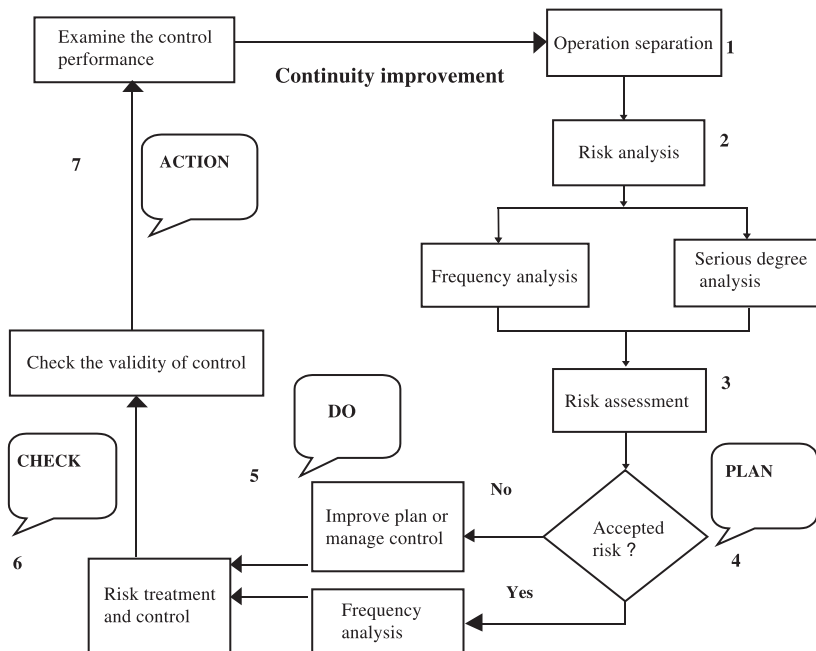 Examine the control
performance
Continuity improvement
Operation separation
1
Risk analysis
2
7
ACTION
Frequency analysis
Serious degree
analysis
Check the validity of control
Risk assessment
3
DO
CHECK
5
No
PLAN
Improve plan or
manage control
Accepted
risk ?
4
6
Risk treatment
and control
Yes
Frequency
analysis